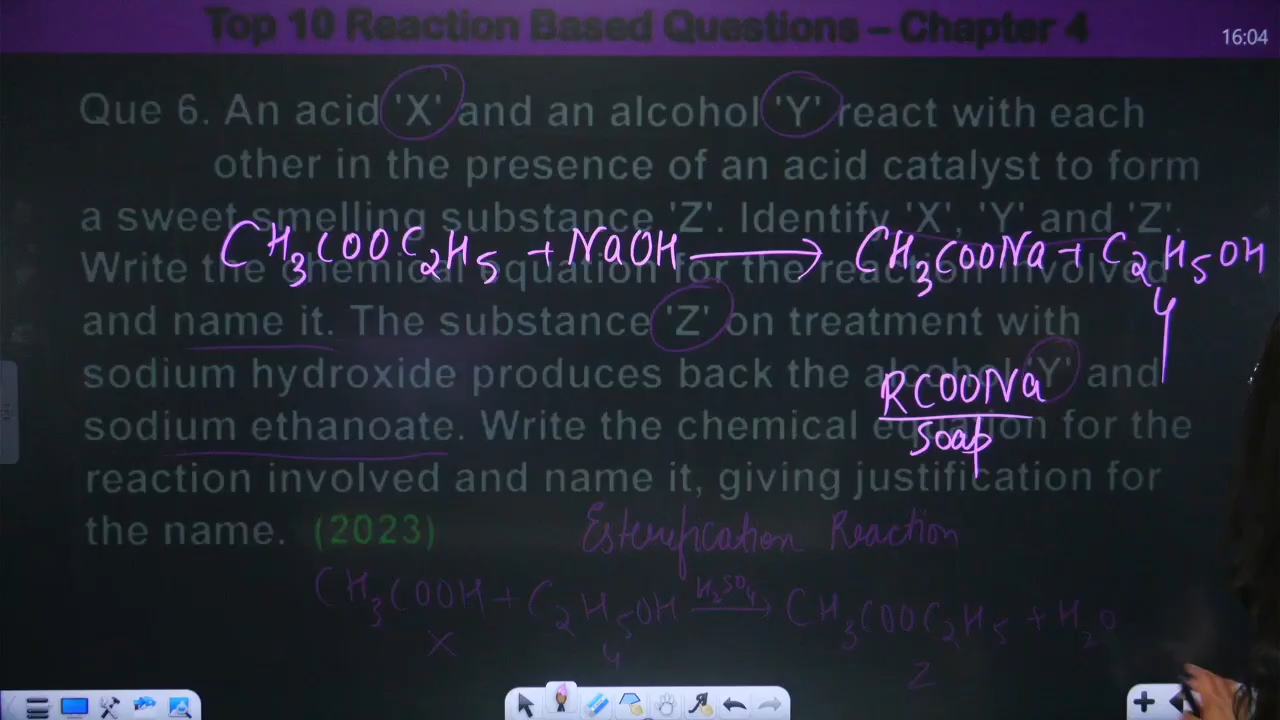 Top 10 Reaction Based Questions – Chapter 4
16:04
Que 6. An acid 'X' and an alcohol 'Y' react with each
other in the presence of an acid catalyst to form
a sweet smelling substance 'Z'. Identify 'X', 'Y' and 'Z'.
CH₃COOC₂H₅ + NaOH ⟶ CH₃COONa + C₂H₅OH
Write the chemical equation for the reaction involved
and name it. The substance 'Z' on treatment with
Y
sodium hydroxide produces back the alcohol 'Y' and
RCOONa
sodium ethanoate. Write the chemical equation for the
Soap
reaction involved and name it, giving justification for
the name. (2023)
Esterification Reaction
CH₃COOH + C₂H₅OH H₂SO₄⟶ CH₃COOC₂H₅ + H₂O
X Y Z